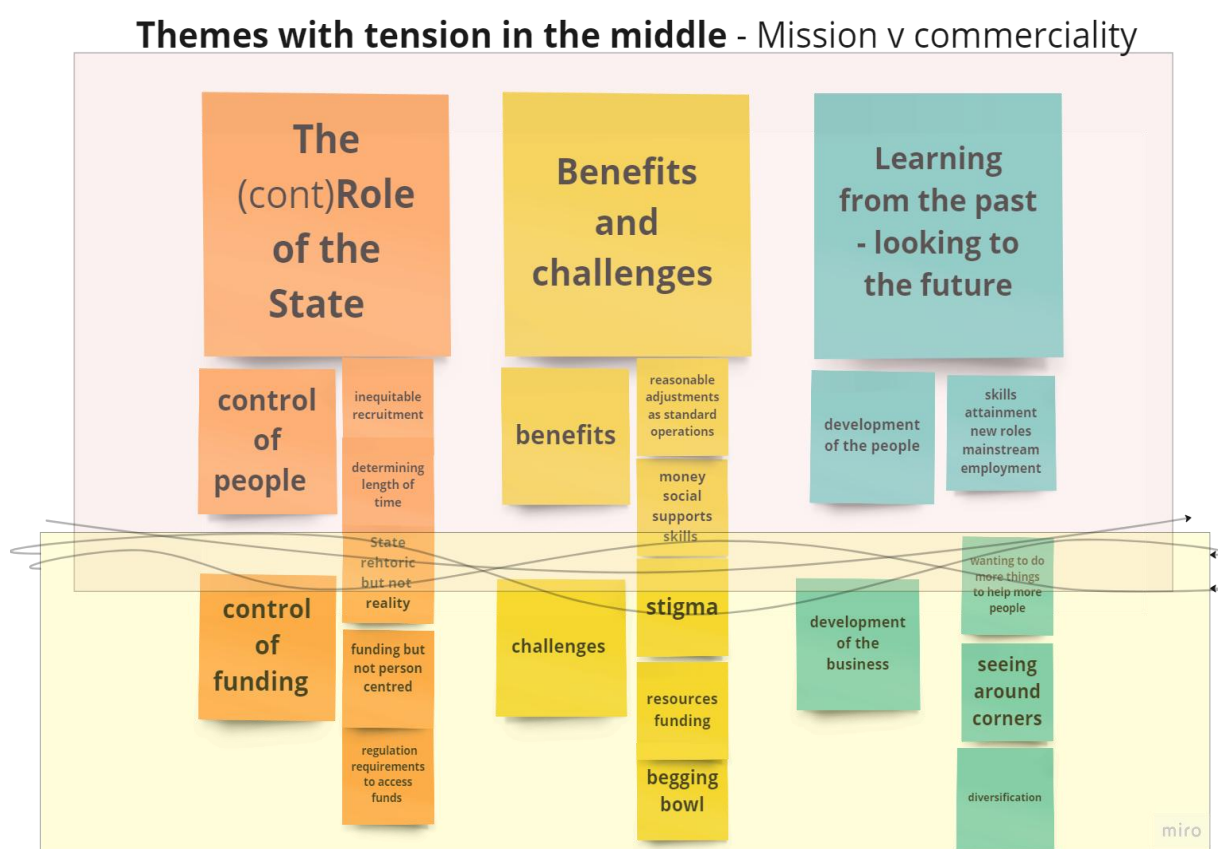 Themes with tension in the middle - Mission v commerciality
The
(cont)Role
of the
State
Benefits
and
challenges
Learning
from the past
- looking to
the future
control
of
people
inequitable
recruitment
determining
length of
time
State
rehtoric
but not
reality
control
of
funding
funding but
not person
centred
regulation
requirements
to access
funds
benefits
reasonable
adjustments
as standard
operations
money
social
supports
skills
challenges
stigma
resources
funding
begging
bowl
development
of the people
skills
attainment
new roles
mainstream
employment
development
of the
business
wanting to do
more things
to help more
people
seeing
around
corners
diversification
miro